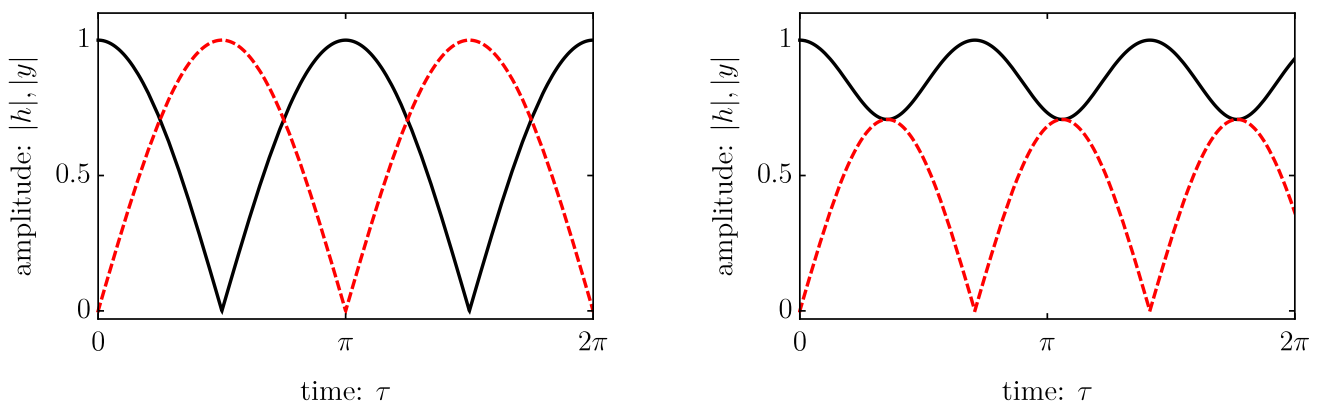 amplitude: |h|, |y|
1
0.5
0
0
π
2π
time: τ
amplitude: |h|, |y|
1
0.5
0
0
π
2π
time: τ